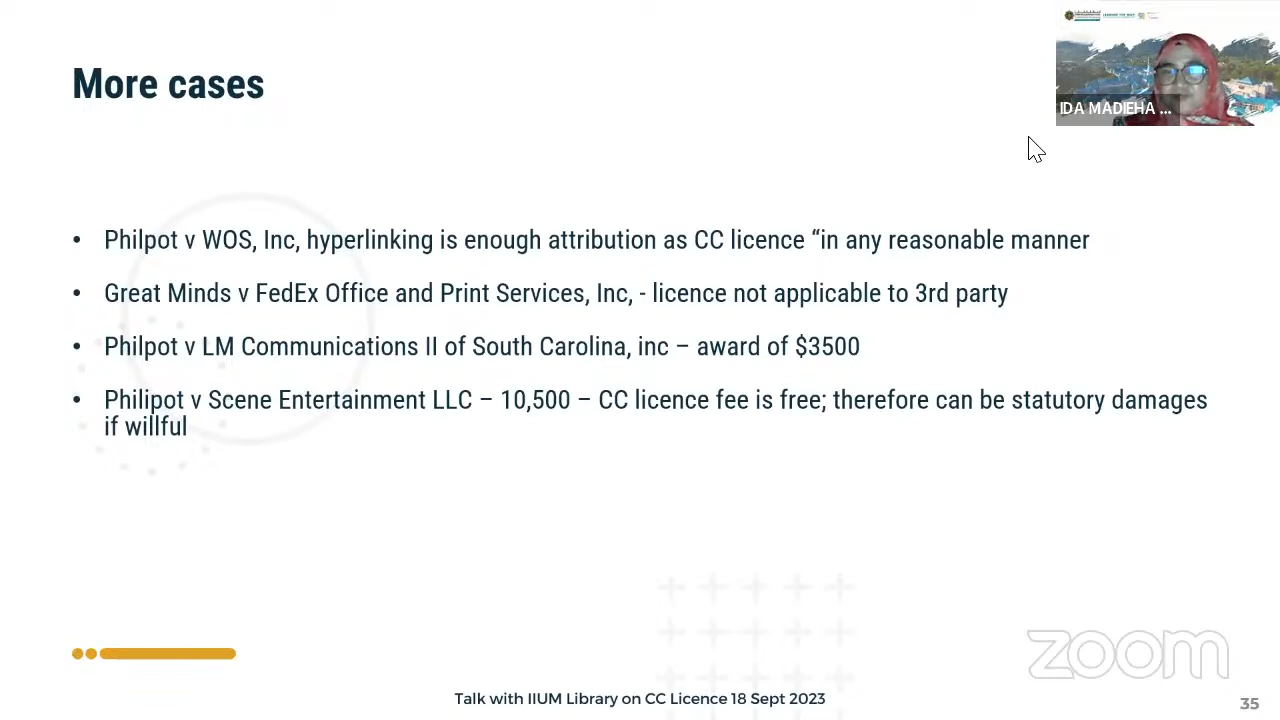 More cases
IDA MADIEHA ...
• Philpot v WOS, Inc, hyperlinking is enough attribution as CC licence “in any reasonable manner
• Great Minds v FedEx Office and Print Services, Inc, - licence not applicable to 3rd party
• Philpot v LM Communications II of South Carolina, inc – award of $3500
• Philipot v Scene Entertainment LLC – 10,500 – CC licence fee is free; therefore can be statutory damages
if willful
zoom
Talk with IIUM Library on CC Licence 18 Sept 2023
35